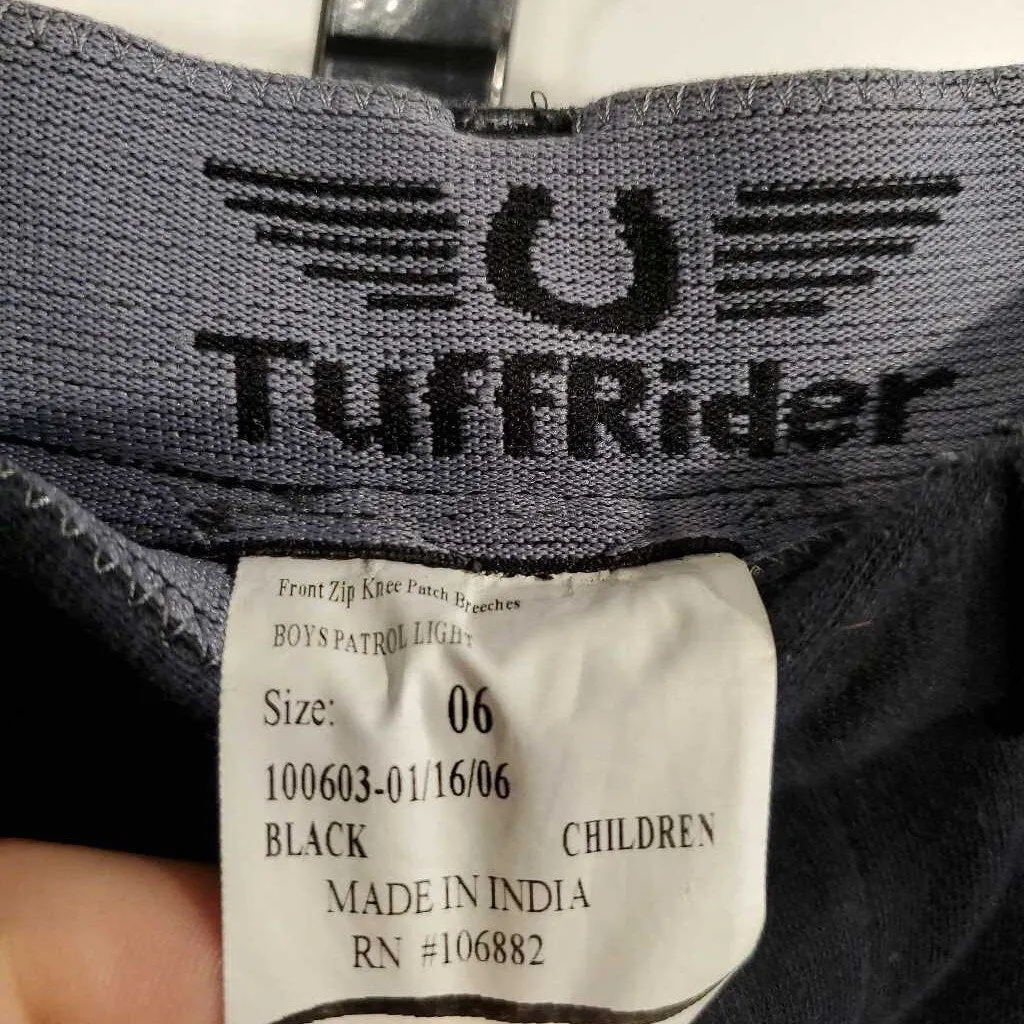 TuffRider
Front Zip Knee Patch Breeches
BOYS PATROL LIGHT
Size: 06
100603-01/16/06
BLACK CHILDREN
MADE IN INDIA
RN #106882